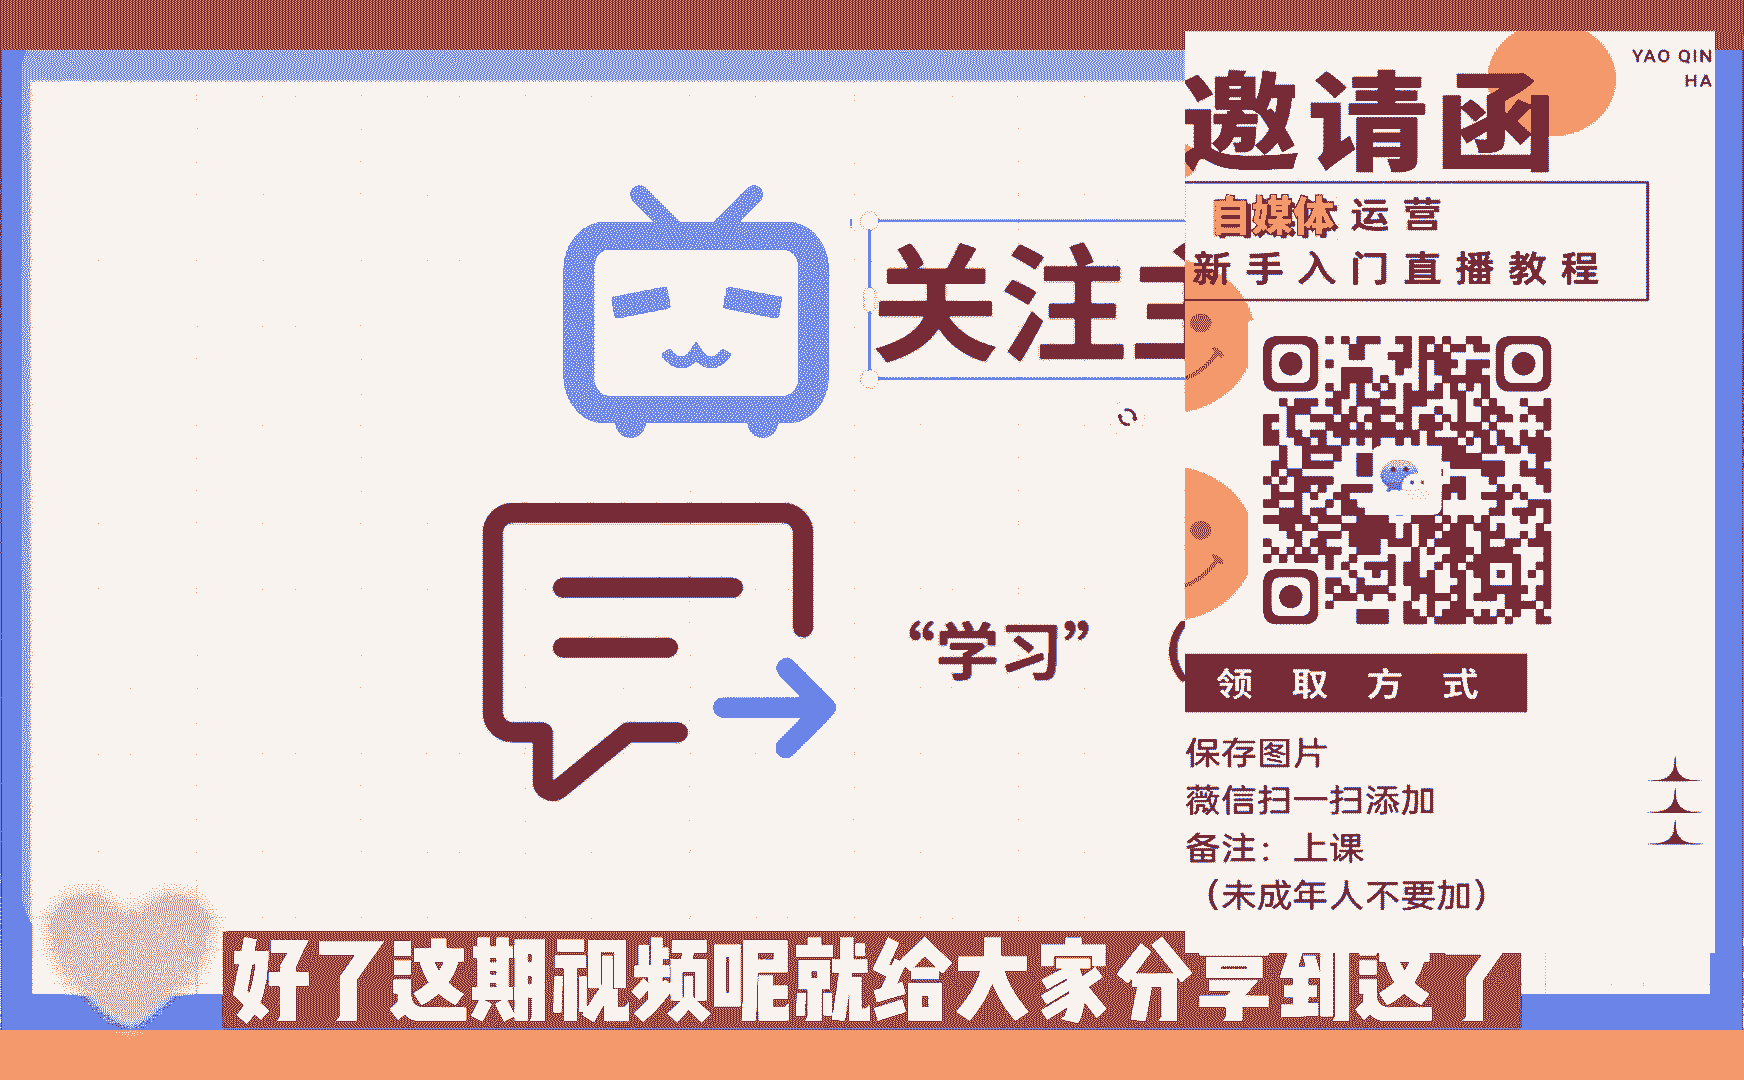 YAO QIN
HA
邀请函
自媒体运营
新手入门直播教程
关注
“学习” （
领取方式
保存图片
薇信扫一扫添加
备注：上课
（未成年人不要加）
好了这期视频呢就给大家分享到这了